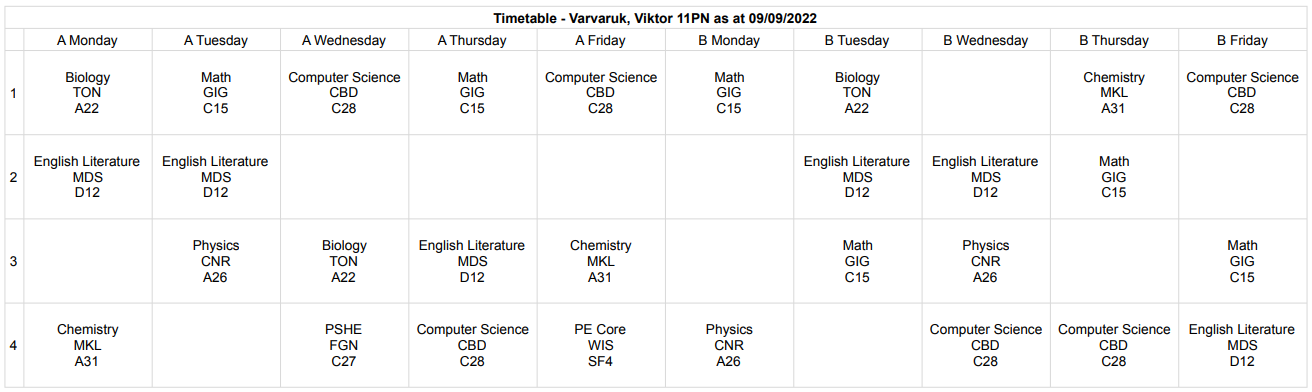 Timetable - Varvaruk, Viktor 11PN as at 09/09/2022
A Monday A Tuesday A Wednesday A Thursday A Friday B Monday B Tuesday B Wednesday B Thursday B Friday
1
Biology Math Computer Science Math Computer Science Math Biology Chemistry Computer Science
TON GIG CBD GIG CBD GIG TON MKL CBD
A22 C15 C28 C15 C28 C15 A22 A31 C28
2
English Literature English Literature English Literature English Literature Math
MDS MDS MDS MDS GIG
D12 D12 D12 D12 C15
3
Physics Biology English Literature Chemistry Math Physics Math
CNR TON MDS MKL GIG CNR GIG
A26 A22 D12 A31 C15 A26 C15
4
Chemistry PSHE Computer Science PE Core Physics Computer Science Computer Science English Literature
MKL FGN CBD WIS CNR CBD CBD MDS
A31 C27 C28 SF4 A26 C28 C28 D12